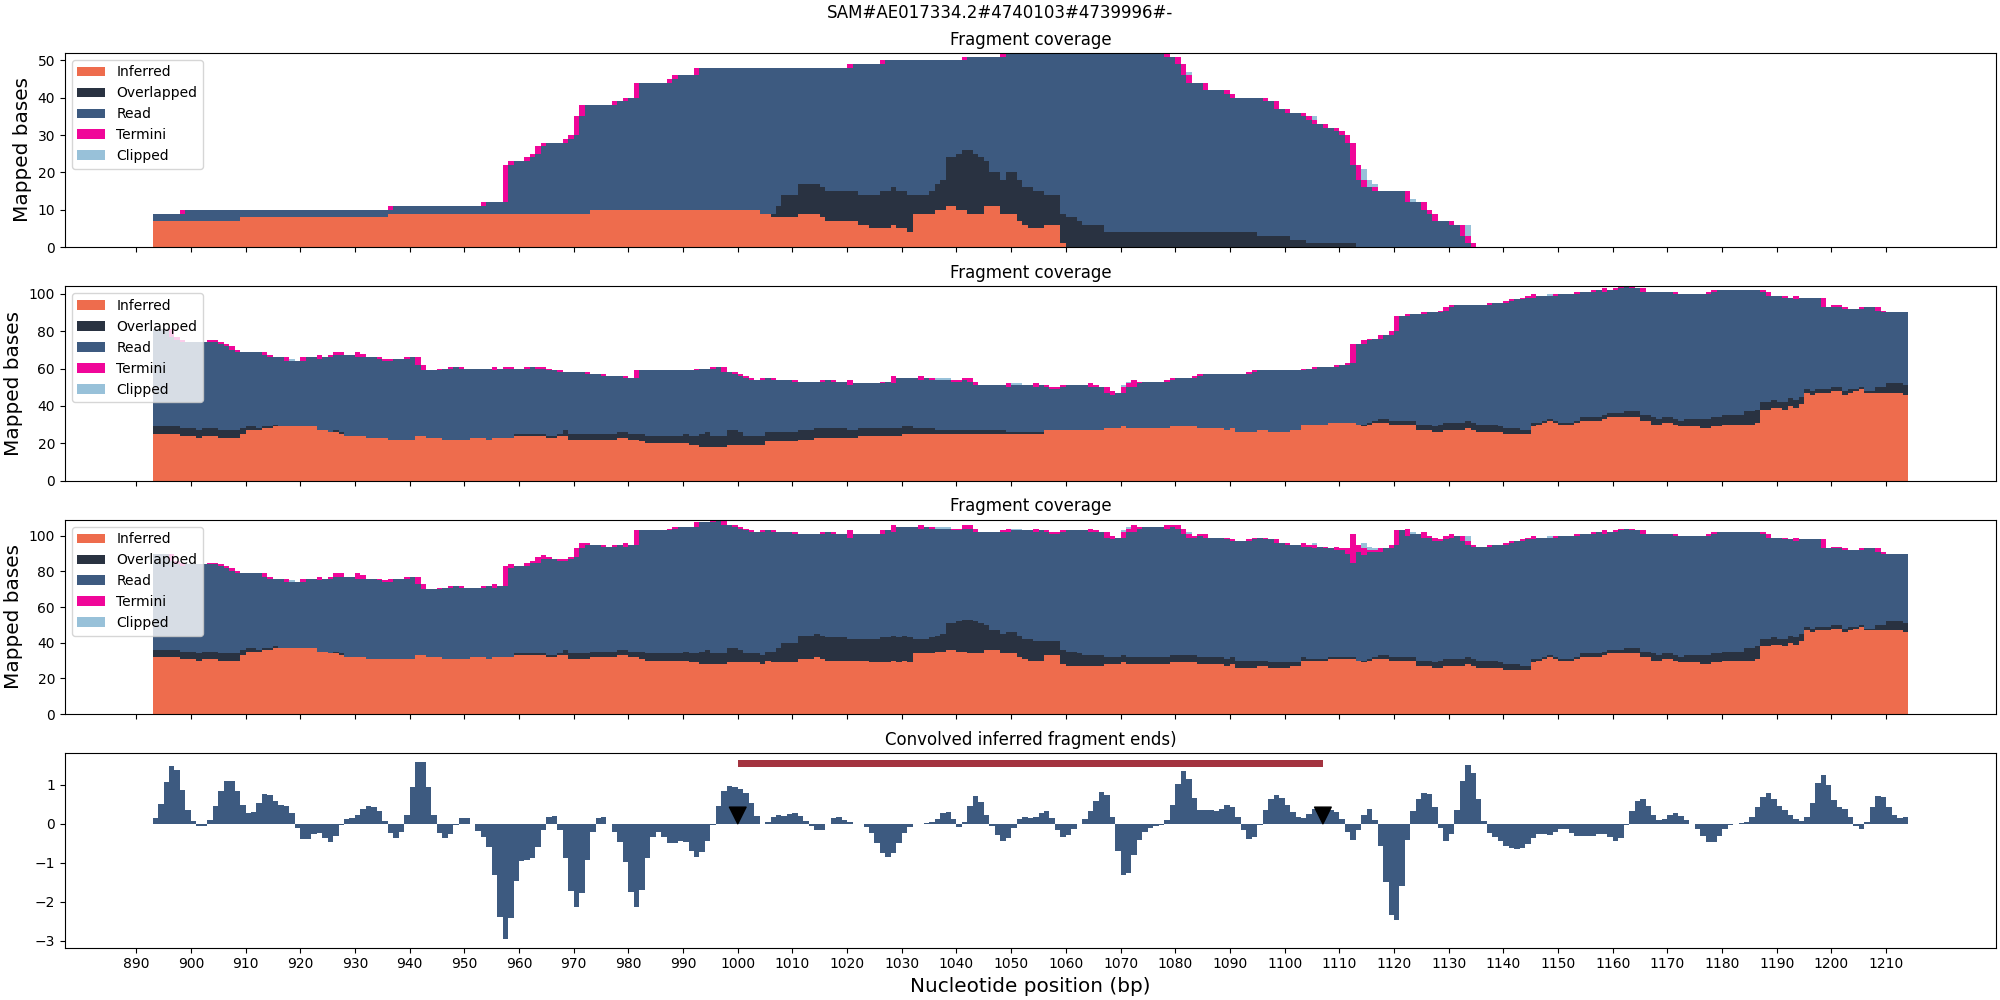 SAM#AE017334.2#4740103#4739996#-
Fragment coverage
Mapped bases
50
40
30
20
10
0
Inferred
Overlapped
Read
Termini
Clipped
Fragment coverage
Mapped bases
100
80
60
40
20
0
Inferred
Overlapped
Read
Termini
Clipped
Fragment coverage
Mapped bases
100
80
60
40
20
0
Inferred
Overlapped
Read
Termini
Clipped
Convolved inferred fragment ends)
1
0
−1
−2
−3
890 900 910 920 930 940 950 960 970 980 990 1000 1010 1020 1030 1040 1050 1060 1070 1080 1090 1100 1110 1120 1130 1140 1150 1160 1170 1180 1190 1200 1210
Nucleotide position (bp)